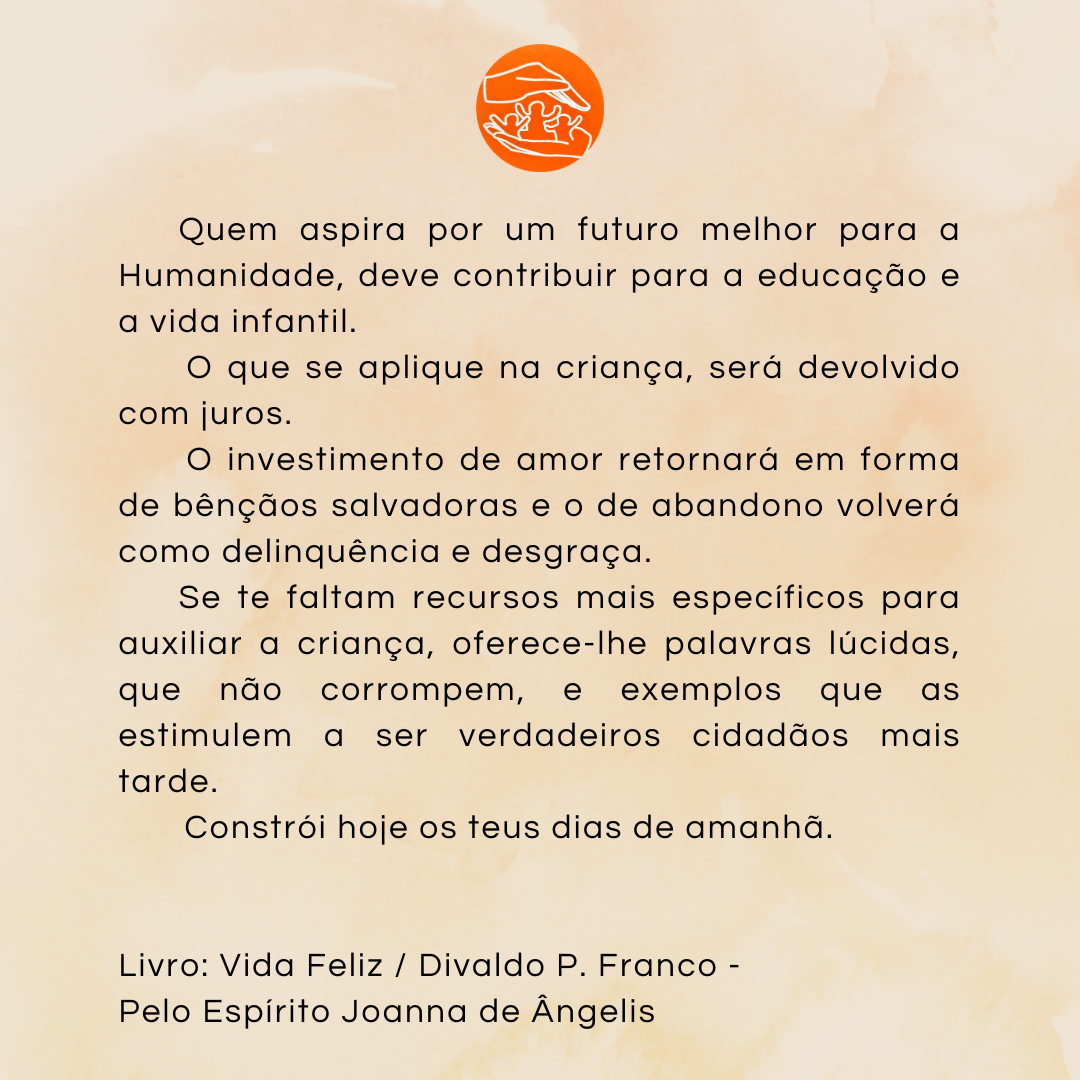 Quem aspira por um futuro melhor para a
Humanidade, deve contribuir para a educação e
a vida infantil.
O que se aplique na criança, será devolvido
com juros.
O investimento de amor retornará em forma
de bênçãos salvadoras e o de abandono volverá
como delinquência e desgraça.
Se te faltam recursos mais específicos para
auxiliar a criança, oferece-lhe palavras lúcidas,
que não corrompem, e exemplos que as
estimulem a ser verdadeiros cidadãos mais
tarde.
Constrói hoje os teus dias de amanhã.
Livro: Vida Feliz / Divaldo P. Franco -
Pelo Espírito Joanna de Ângelis